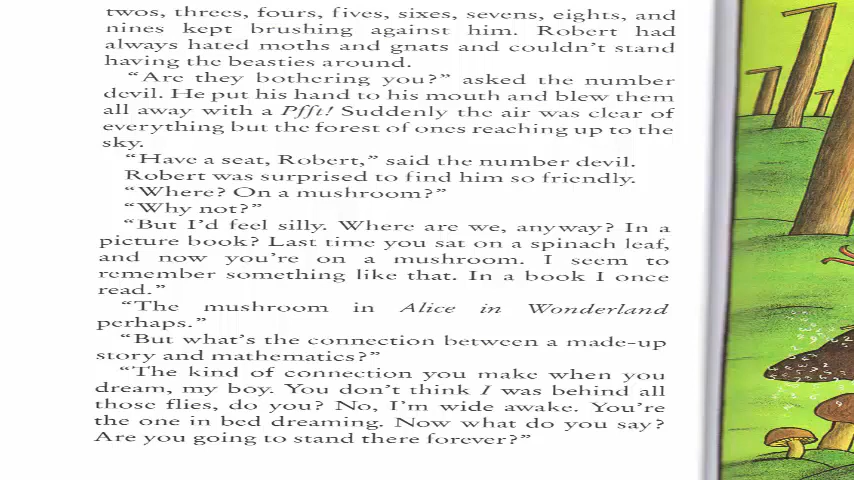 twos, threes, fours, fives, sixes, sevens, eights, and
nines kept brushing against him. Robert had
always hated moths and gnats and couldn't stand
having the beasties around.
"Are they bothering you?" asked the number
devil. He put his hand to his mouth and blew them
all away with a Pfft! Suddenly the air was clear of
everything but the forest of ones reaching up to the
sky.
"Have a seat, Robert," said the number devil.
Robert was surprised to find him so friendly.
"Where? On a mushroom?"
"Why not?"
"But I'd feel silly. Where are we, anyway? In a
picture book? Last time you sat on a spinach leaf,
and now you're on a mushroom. I seem to
remember something like that. In a book I once
read."
"The mushroom in Alice in Wonderland
perhaps."
"But what's the connection between a made-up
story and mathematics?"
"The kind of connection you make when you
dream, my boy. You don't think I was behind all
those flies, do you? No, I'm wide awake. You're
the one in bed dreaming. Now what do you say?
Are you going to stand there forever?"